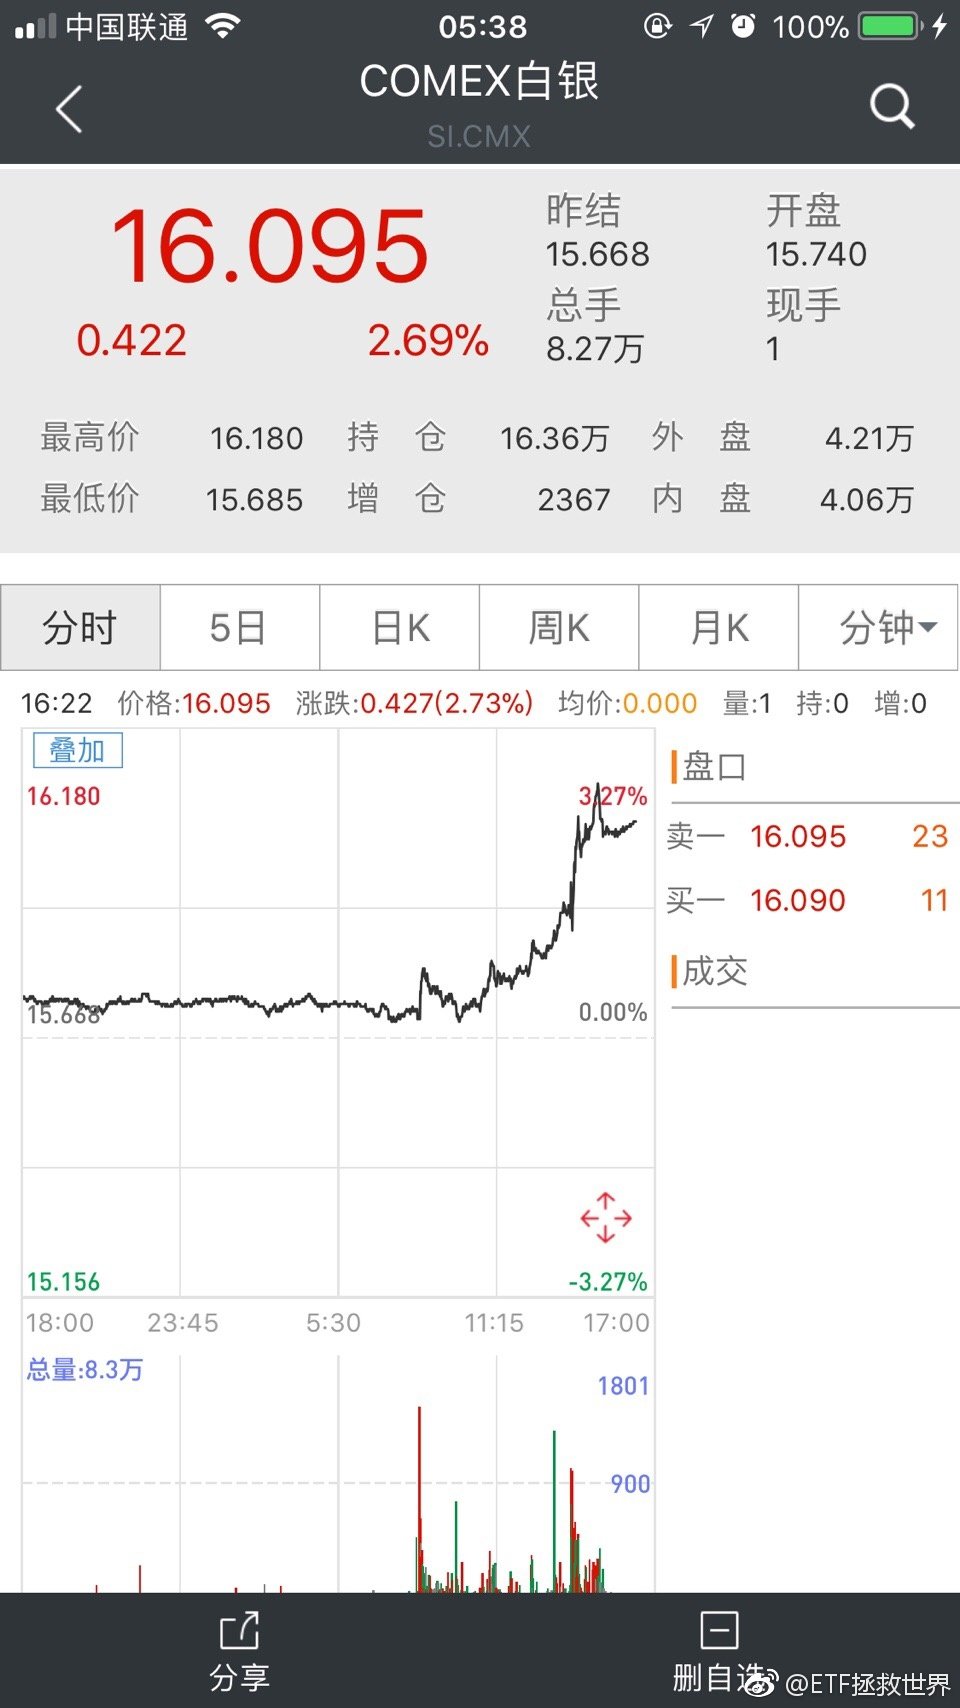 中国联通 05:38 100%
COMEX白银
SI.CMX
16.095
0.422 2.69%
昨结 开盘
15.668 15.740
总手 现手
8.27万 1
最高价 16.180 持仓 16.36万 外盘 4.21万
最低价 15.685 增仓 2367 内盘 4.06万
分时 5日 日K 周K 月K 分钟
16:22 价格:16.095 涨跌:0.427(2.73%) 均价:0.000 量:1 持:0 增:0
叠加
16.180 3.27%
15.668 0.00%
15.156 -3.27%
18:00 23:45 5:30 11:15 17:00
盘口
卖一 16.095 23
买一 16.090 11
成交
总量:8.3万
1801
900
分享 删自选
@ETF拯救世界